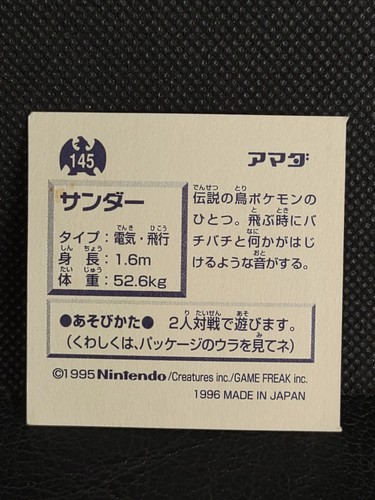 145
アマダ
サンダー
タイプ：電気・飛行
身長：1.6m
体重：52.6kg
伝説の鳥ポケモンの
ひとつ。飛ぶ時にバ
チバチと何かがはじ
けるような音がする。
●あそびかた● 2人対戦で遊びます。
（くわしくは、パッケージのウラを見てネ）
©1995 Nintendo/Creatures inc./GAME FREAK inc.
1996 MADE IN JAPAN